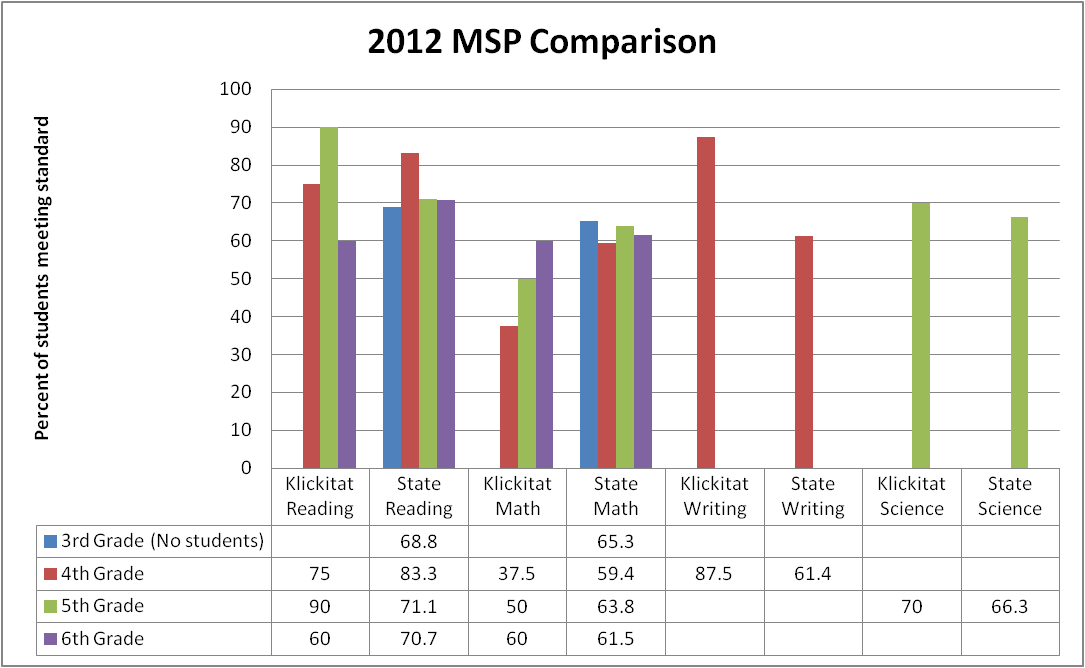 2012 MSP Comparison
Percent of students meeting standard
100
90
80
70
60
50
40
30
20
10
0
Klickitat Reading
State Reading
Klickitat Math
State Math
Klickitat Writing
State Writing
Klickitat Science
State Science
3rd Grade (No students) 68.8 65.3
4th Grade 75 83.3 37.5 59.4 87.5 61.4
5th Grade 90 71.1 50 63.8 70 66.3
6th Grade 60 70.7 60 61.5